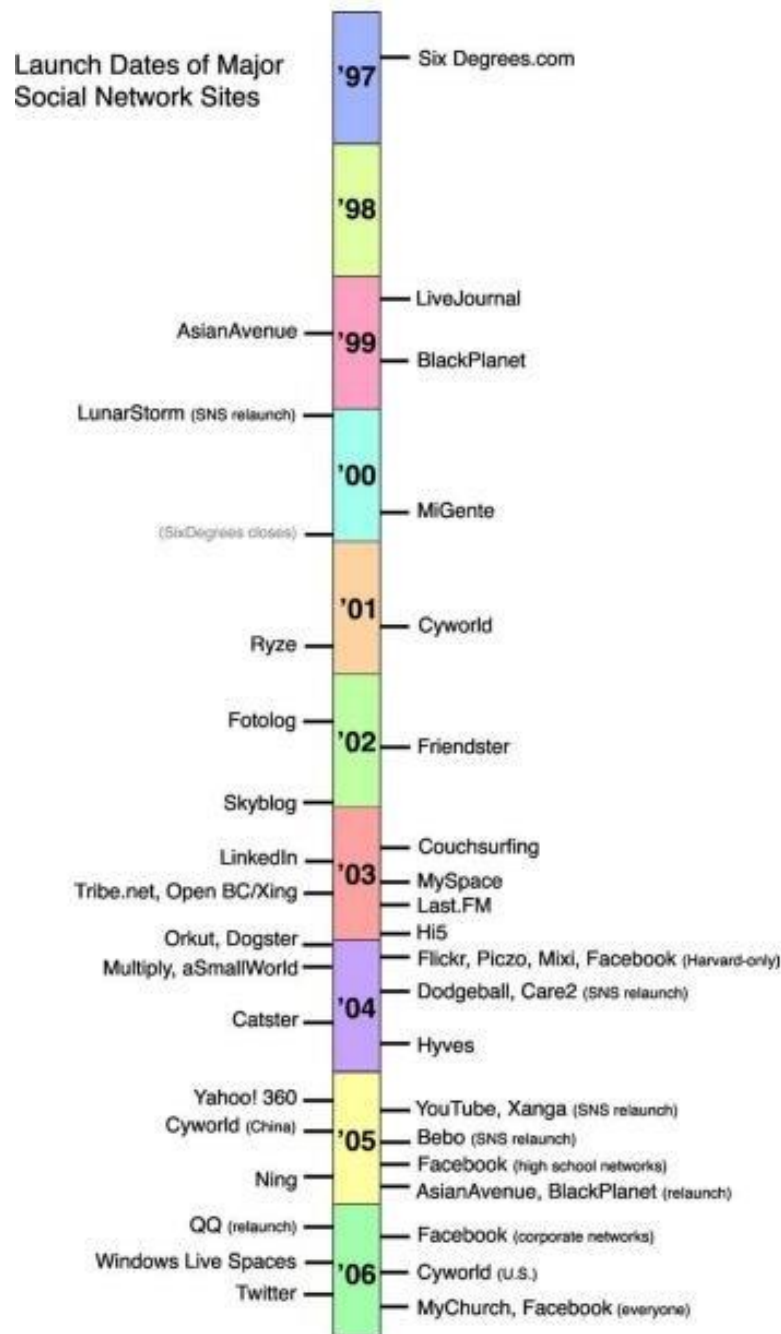 Launch Dates of Major
Social Network Sites
'97
Six Degrees.com
'98
LiveJournal
AsianAvenue
'99
BlackPlanet
LunarStorm (SNS relaunch)
'00
MiGente
(SixDegrees closes)
'01
Cyworld
Ryze
Fotolog
'02
Friendster
Skyblog
Couchsurfing
LinkedIn
'03
MySpace
Tribe.net, Open BC/Xing
Last.FM
Hi5
Orkut, Dogster
Flickr, Piczo, Mixi, Facebook (Harvard-only)
Multiply, aSmallWorld
Dodgeball, Care2 (SNS relaunch)
'04
Catster
Hyves
Yahoo! 360
YouTube, Xanga (SNS relaunch)
Cyworld (China)
'05
Bebo (SNS relaunch)
Facebook (high school networks)
Ning
AsianAvenue, BlackPlanet (relaunch)
QQ (relaunch)
Facebook (corporate networks)
Windows Live Spaces
'06
Cyworld (U.S.)
Twitter
MyChurch, Facebook (everyone)